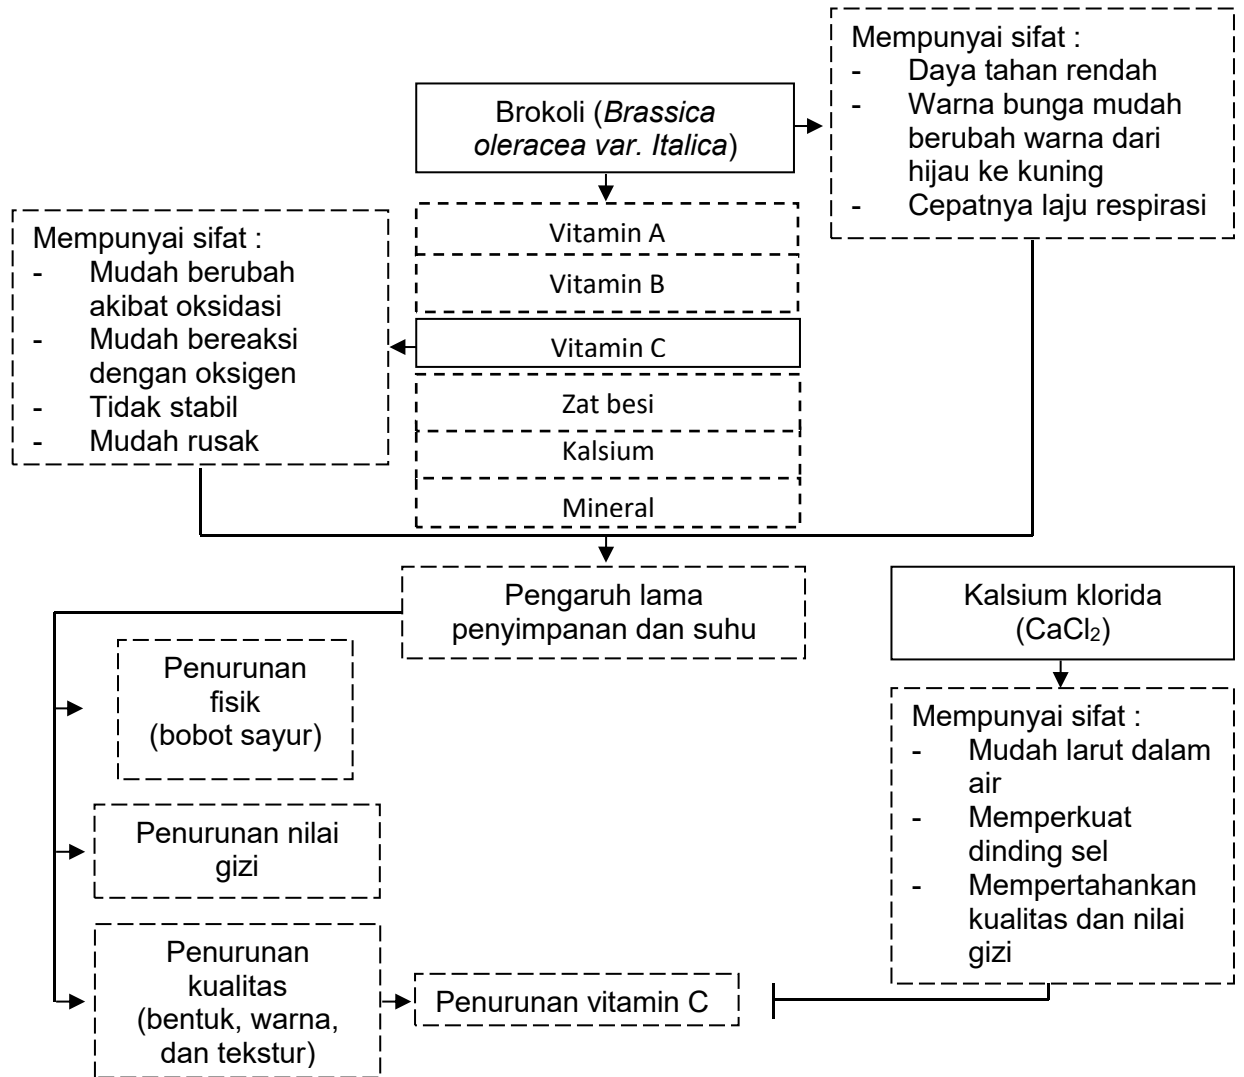 Mempunyai sifat :
- Daya tahan rendah
- Warna bunga mudah
berubah warna dari
hijau ke kuning
- Cepatnya laju respirasi
Brokoli (Brassica
oleracea var. Italica)
Vitamin A
Vitamin B
Vitamin C
Zat besi
Kalsium
Mineral
Mempunyai sifat :
- Mudah berubah
akibat oksidasi
- Mudah bereaksi
dengan oksigen
- Tidak stabil
- Mudah rusak
Pengaruh lama
penyimpanan dan suhu
Kalsium klorida
(CaCl₂)
Penurunan
fisik
(bobot sayur)
Mempunyai sifat :
- Mudah larut dalam
air
- Memperkuat
dinding sel
- Mempertahankan
kualitas dan nilai
gizi
Penurunan nilai
gizi
Penurunan
kualitas
(bentuk, warna,
dan tekstur)
Penurunan vitamin C